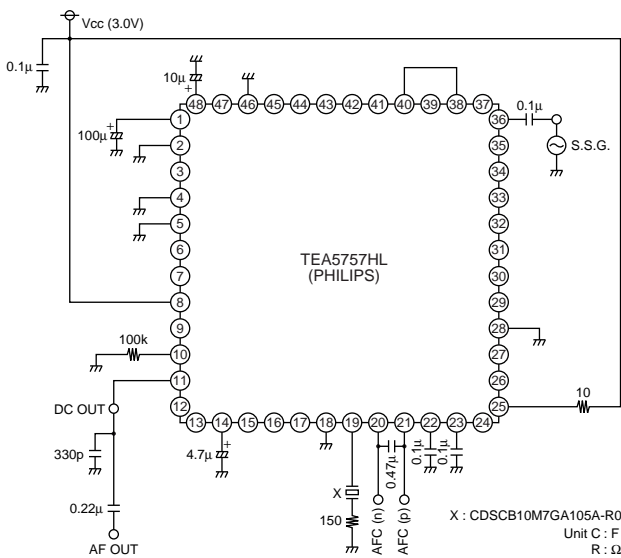 Vcc (3.0V)
0.1µ
10µ
+
48 47 46 45 44 43 42 41 40 39 38 37
100µ
+
0.1µ
S.S.G.
1
2
3
4
5
6
7
8
9
10
11
12
36
35
34
33
32
31
30
29
28
27
26
25
TEA5757HL
(PHILIPS)
100k
10
DC OUT
13 14 15 16 17 18 19 20 21 22 23 24
330p
4.7µ
+
0.47µ
0.1µ
0.1µ
0.22µ
X
150
AFC (n)
AFC (p)
AF OUT
X : CDSCB10M7GA105A-R0
Unit C : F
R : Ω